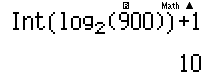 R Math ▲
Int(log₂(900))+1
10